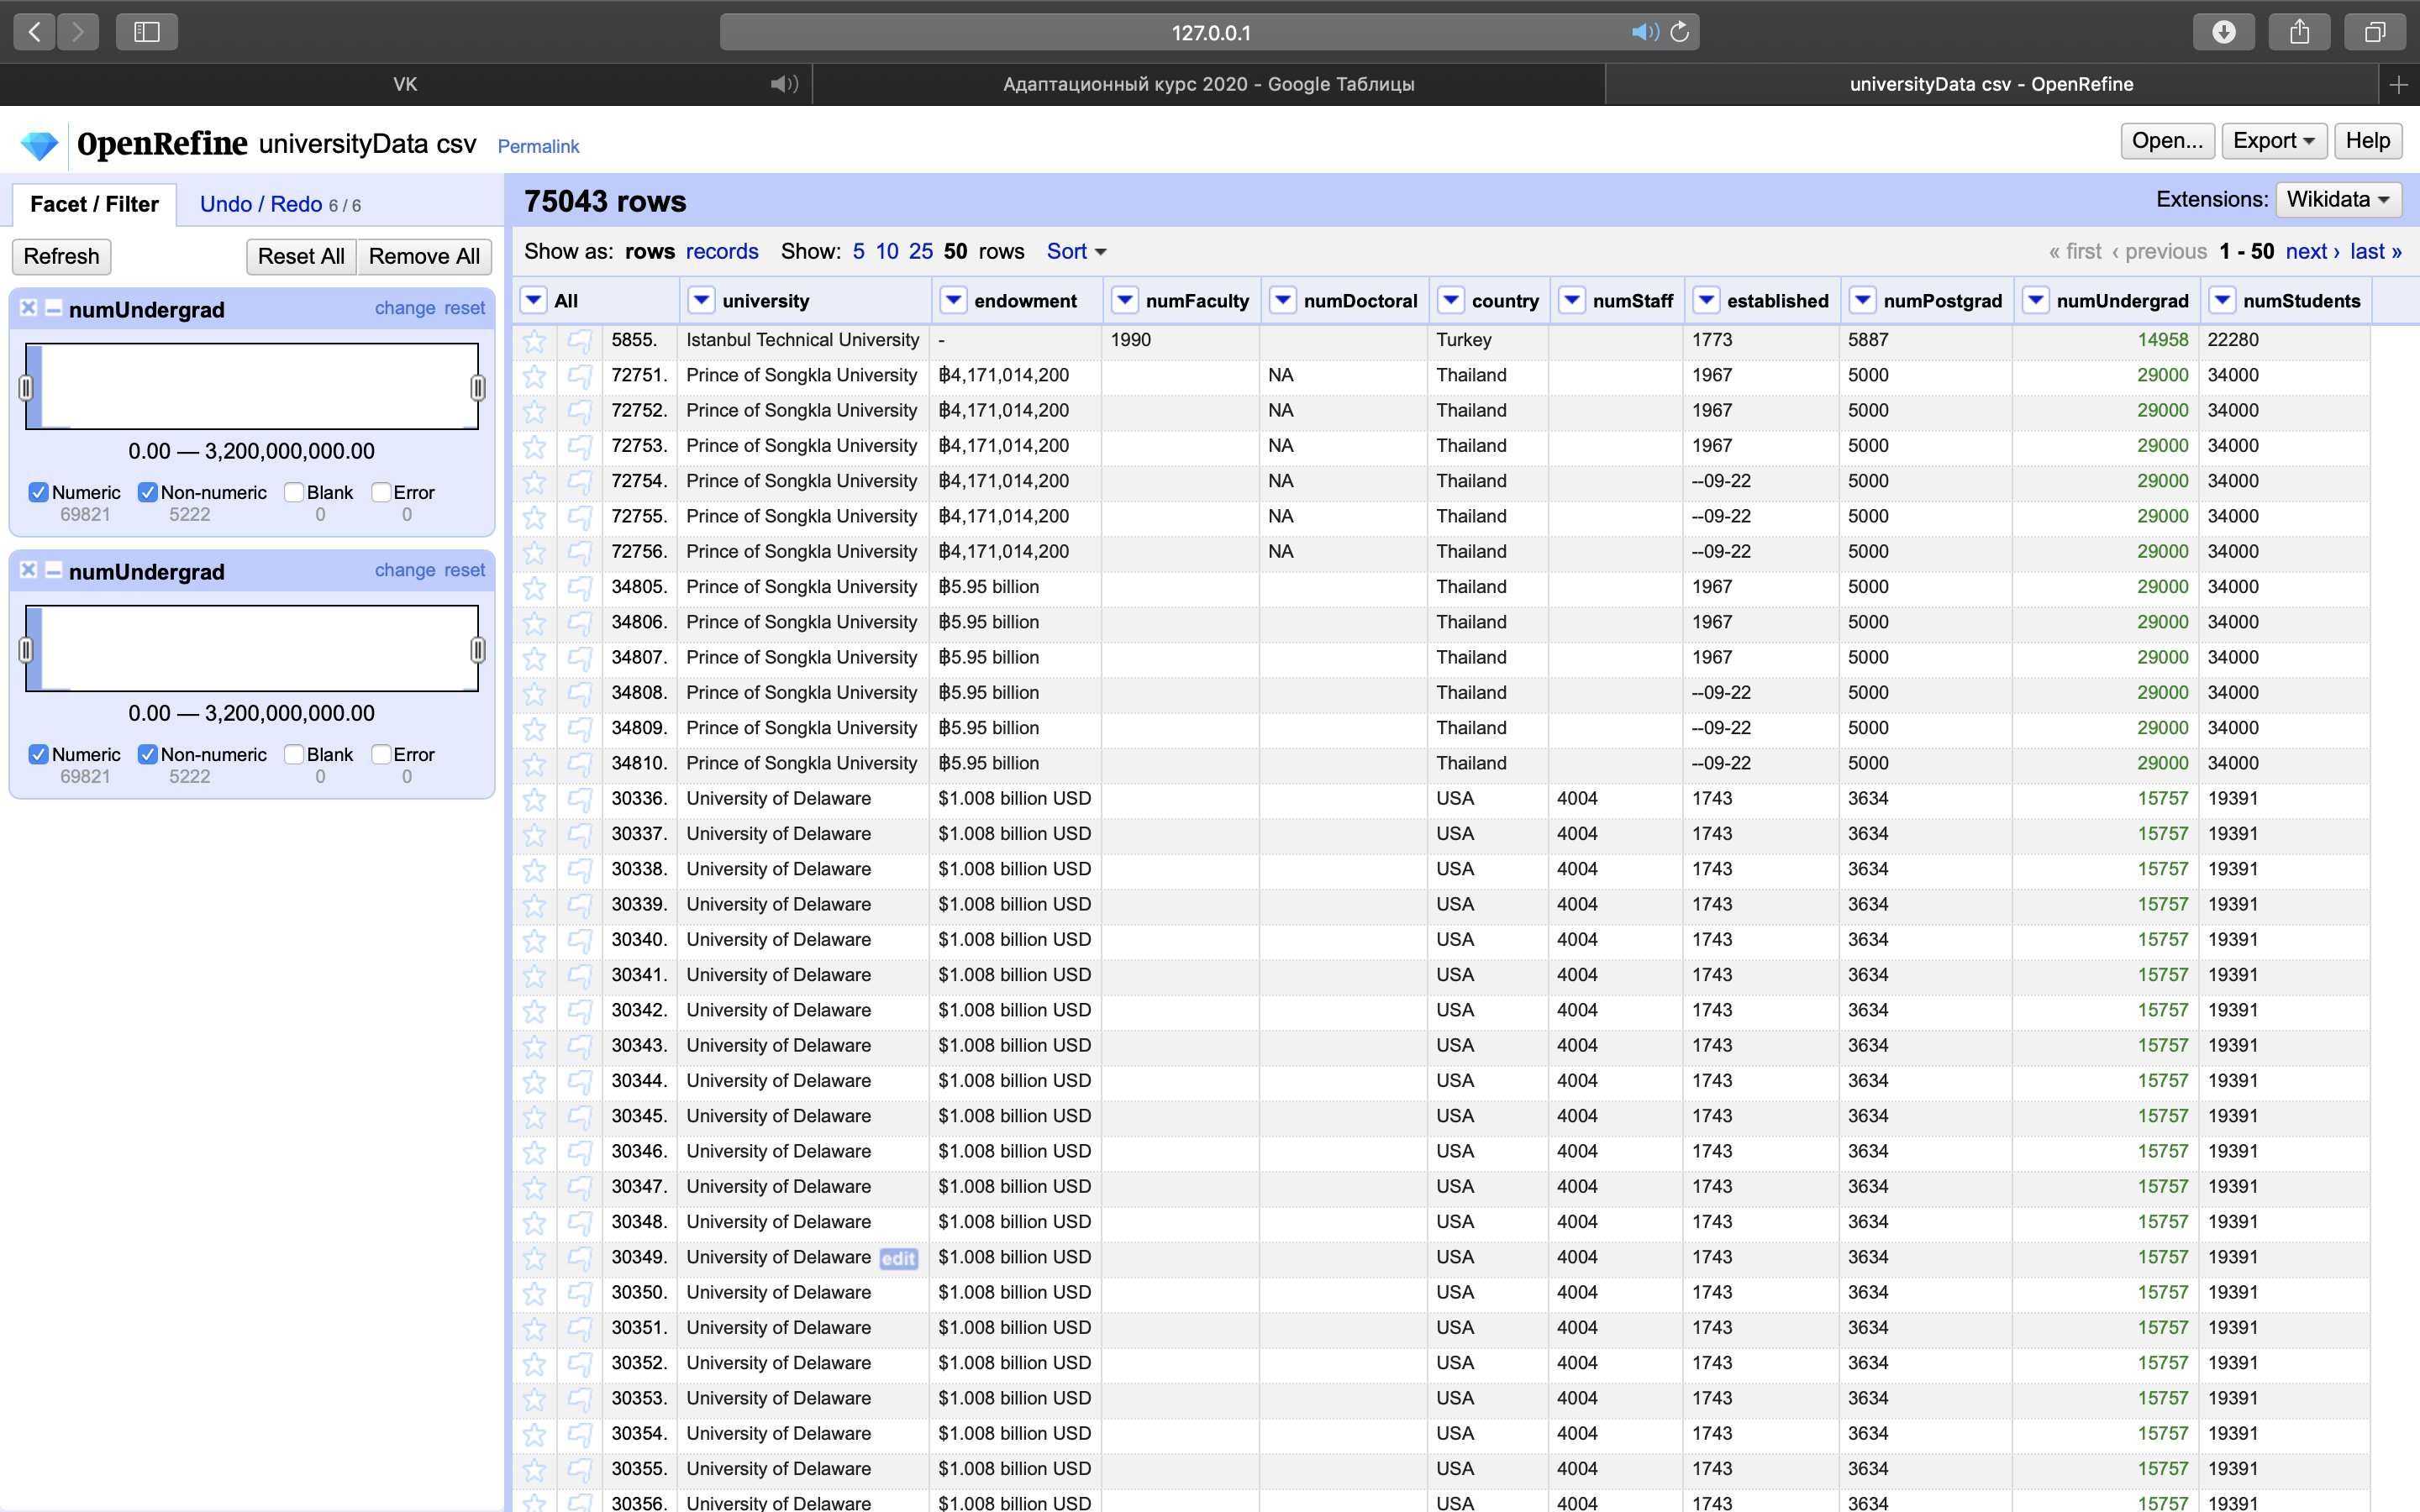 127.0.0.1
VK
Адаптационный курс 2020 - Google Таблицы
universityData csv - OpenRefine
OpenRefine universityData csv Permalink
Open... Export Help
Facet / Filter Undo / Redo 6 / 6
75043 rows
Extensions: Wikidata
Refresh Reset All Remove All
Show as: rows records Show: 5 10 25 50 rows Sort
« first ‹ previous 1 - 50 next › last »
numUndergrad change reset
0.00 — 3,200,000,000.00
Numeric Non-numeric Blank Error
69821 5222 0 0
numUndergrad change reset
0.00 — 3,200,000,000.00
Numeric Non-numeric Blank Error
69821 5222 0 0
All university endowment numFaculty numDoctoral country numStaff established numPostgrad numUndergrad numStudents
5855. Istanbul Technical University - 1990 Turkey 1773 5887 14958 22280
72751. Prince of Songkla University ฿4,171,014,200 NA Thailand 1967 5000 29000 34000
72752. Prince of Songkla University ฿4,171,014,200 NA Thailand 1967 5000 29000 34000
72753. Prince of Songkla University ฿4,171,014,200 NA Thailand 1967 5000 29000 34000
72754. Prince of Songkla University ฿4,171,014,200 NA Thailand --09-22 5000 29000 34000
72755. Prince of Songkla University ฿4,171,014,200 NA Thailand --09-22 5000 29000 34000
72756. Prince of Songkla University ฿4,171,014,200 NA Thailand --09-22 5000 29000 34000
34805. Prince of Songkla University ฿5.95 billion Thailand 1967 5000 29000 34000
34806. Prince of Songkla University ฿5.95 billion Thailand 1967 5000 29000 34000
34807. Prince of Songkla University ฿5.95 billion Thailand 1967 5000 29000 34000
34808. Prince of Songkla University ฿5.95 billion Thailand --09-22 5000 29000 34000
34809. Prince of Songkla University ฿5.95 billion Thailand --09-22 5000 29000 34000
34810. Prince of Songkla University ฿5.95 billion Thailand --09-22 5000 29000 34000
30336. University of Delaware $1.008 billion USD USA 4004 1743 3634 15757 19391
30337. University of Delaware $1.008 billion USD USA 4004 1743 3634 15757 19391
30338. University of Delaware $1.008 billion USD USA 4004 1743 3634 15757 19391
30339. University of Delaware $1.008 billion USD USA 4004 1743 3634 15757 19391
30340. University of Delaware $1.008 billion USD USA 4004 1743 3634 15757 19391
30341. University of Delaware $1.008 billion USD USA 4004 1743 3634 15757 19391
30342. University of Delaware $1.008 billion USD USA 4004 1743 3634 15757 19391
30343. University of Delaware $1.008 billion USD USA 4004 1743 3634 15757 19391
30344. University of Delaware $1.008 billion USD USA 4004 1743 3634 15757 19391
30345. University of Delaware $1.008 billion USD USA 4004 1743 3634 15757 19391
30346. University of Delaware $1.008 billion USD USA 4004 1743 3634 15757 19391
30347. University of Delaware $1.008 billion USD USA 4004 1743 3634 15757 19391
30348. University of Delaware $1.008 billion USD USA 4004 1743 3634 15757 19391
30349. University of Delaware edit $1.008 billion USD USA 4004 1743 3634 15757 19391
30350. University of Delaware $1.008 billion USD USA 4004 1743 3634 15757 19391
30351. University of Delaware $1.008 billion USD USA 4004 1743 3634 15757 19391
30352. University of Delaware $1.008 billion USD USA 4004 1743 3634 15757 19391
30353. University of Delaware $1.008 billion USD USA 4004 1743 3634 15757 19391
30354. University of Delaware $1.008 billion USD USA 4004 1743 3634 15757 19391
30355. University of Delaware $1.008 billion USD USA 4004 1743 3634 15757 19391
30356. University of Delaware $1.008 billion USD USA 4004 1743 3634 15757 19391